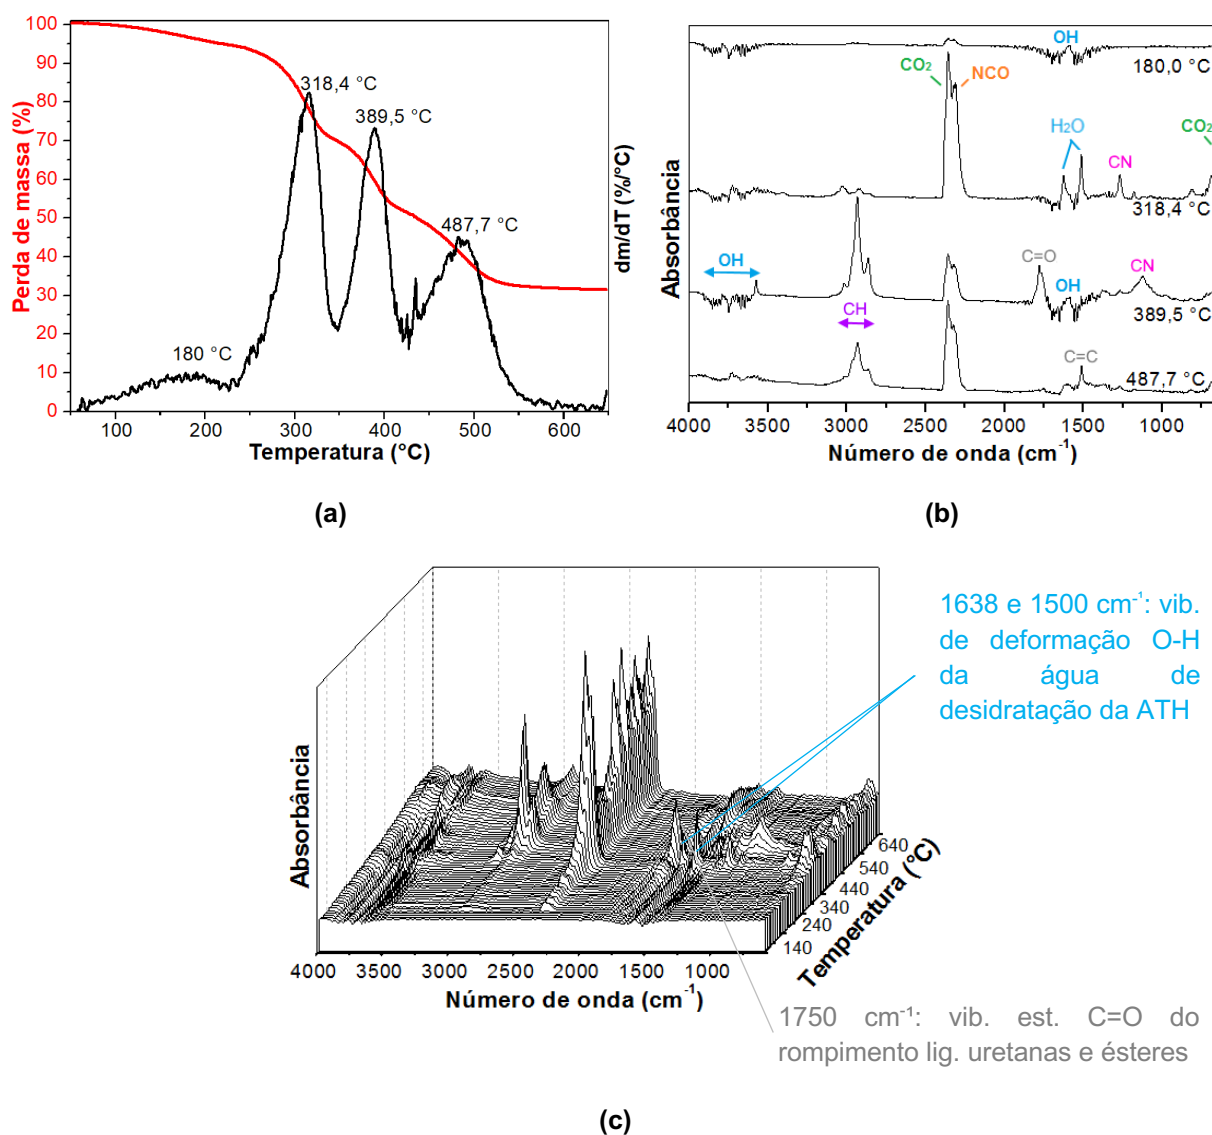 100
90
80
70
60
50
40
30
20
10
0
Perda de massa (%)
318,4 °C
389,5 °C
487,7 °C
180 °C
dm/dT (%/°C)
100 200 300 400 500 600
Temperatura (°C)
(a)
Absorbância
OH
180,0 °C
CO₂ NCO
H₂O
CN
CO₂
318,4 °C
OH
C=O
OH
CN
389,5 °C
CH
C=C
487,7 °C
4000 3500 3000 2500 2000 1500 1000
Número de onda (cm⁻¹)
(b)
Absorbância
4000 3500 3000 2500 2000 1500 1000
Número de onda (cm⁻¹)
140 240 340 440 540 640
Temperatura (°C)
1638 e 1500 cm⁻¹: vib.
de deformação O-H
da água de
desidratação da ATH
1750 cm⁻¹: vib. est. C=O do
rompimento lig. uretanas e ésteres
(c)